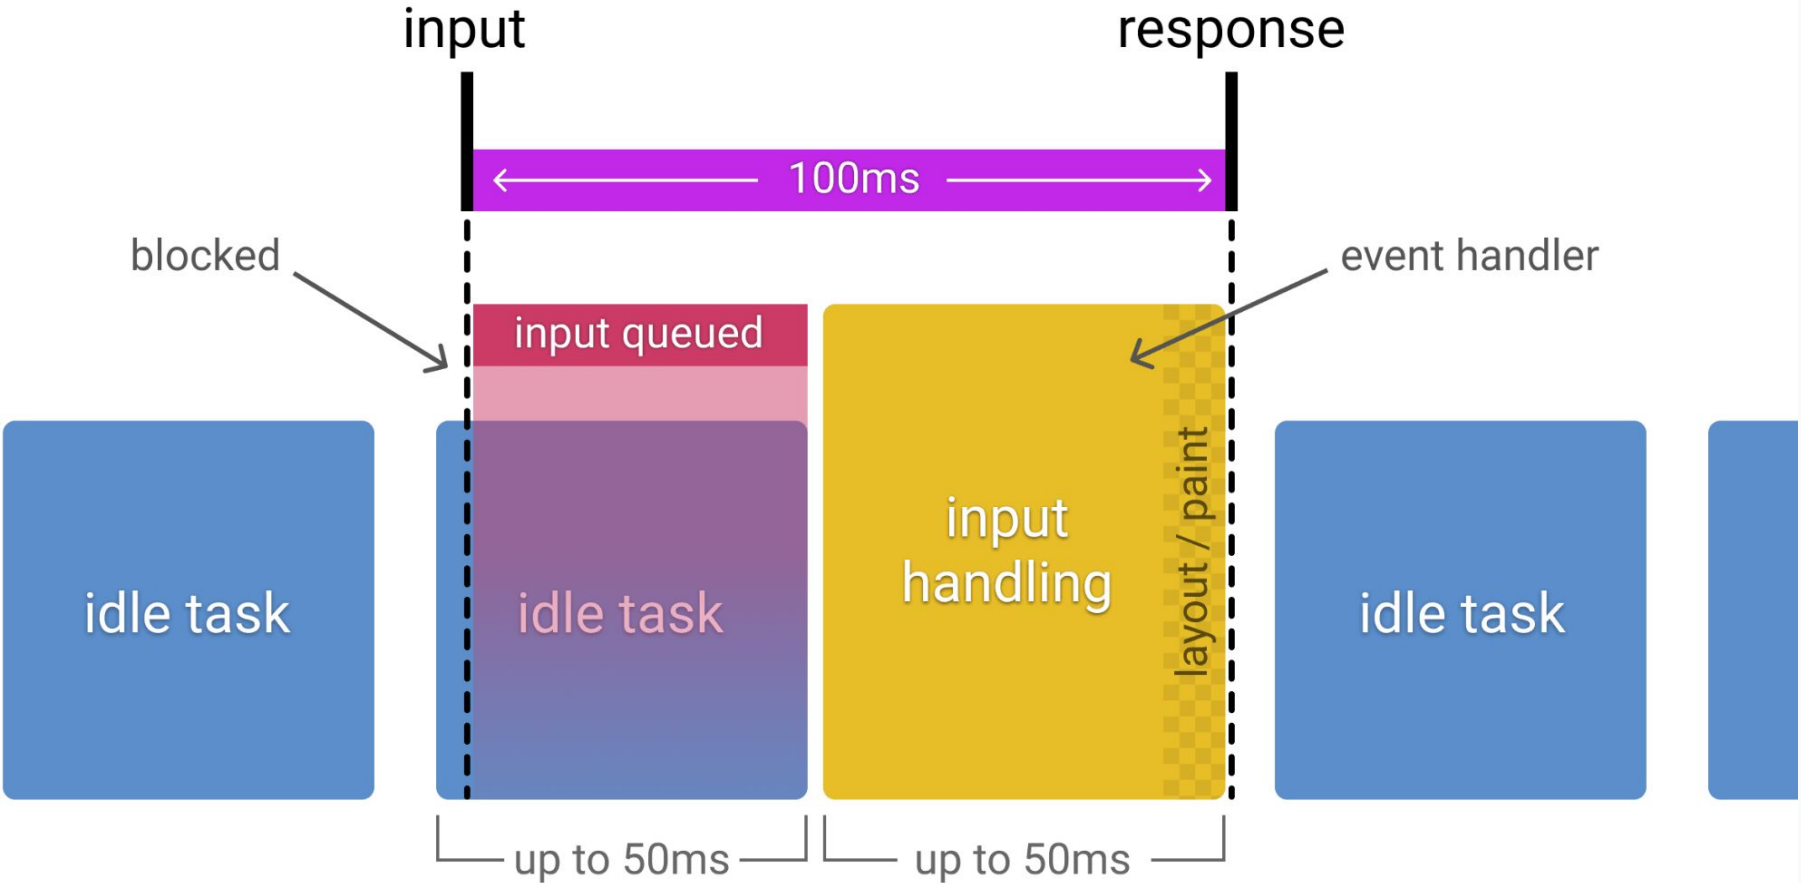 input
response
100ms
blocked
event handler
input queued
input
handling
layout / paint
idle task
idle task
idle task
up to 50ms
up to 50ms